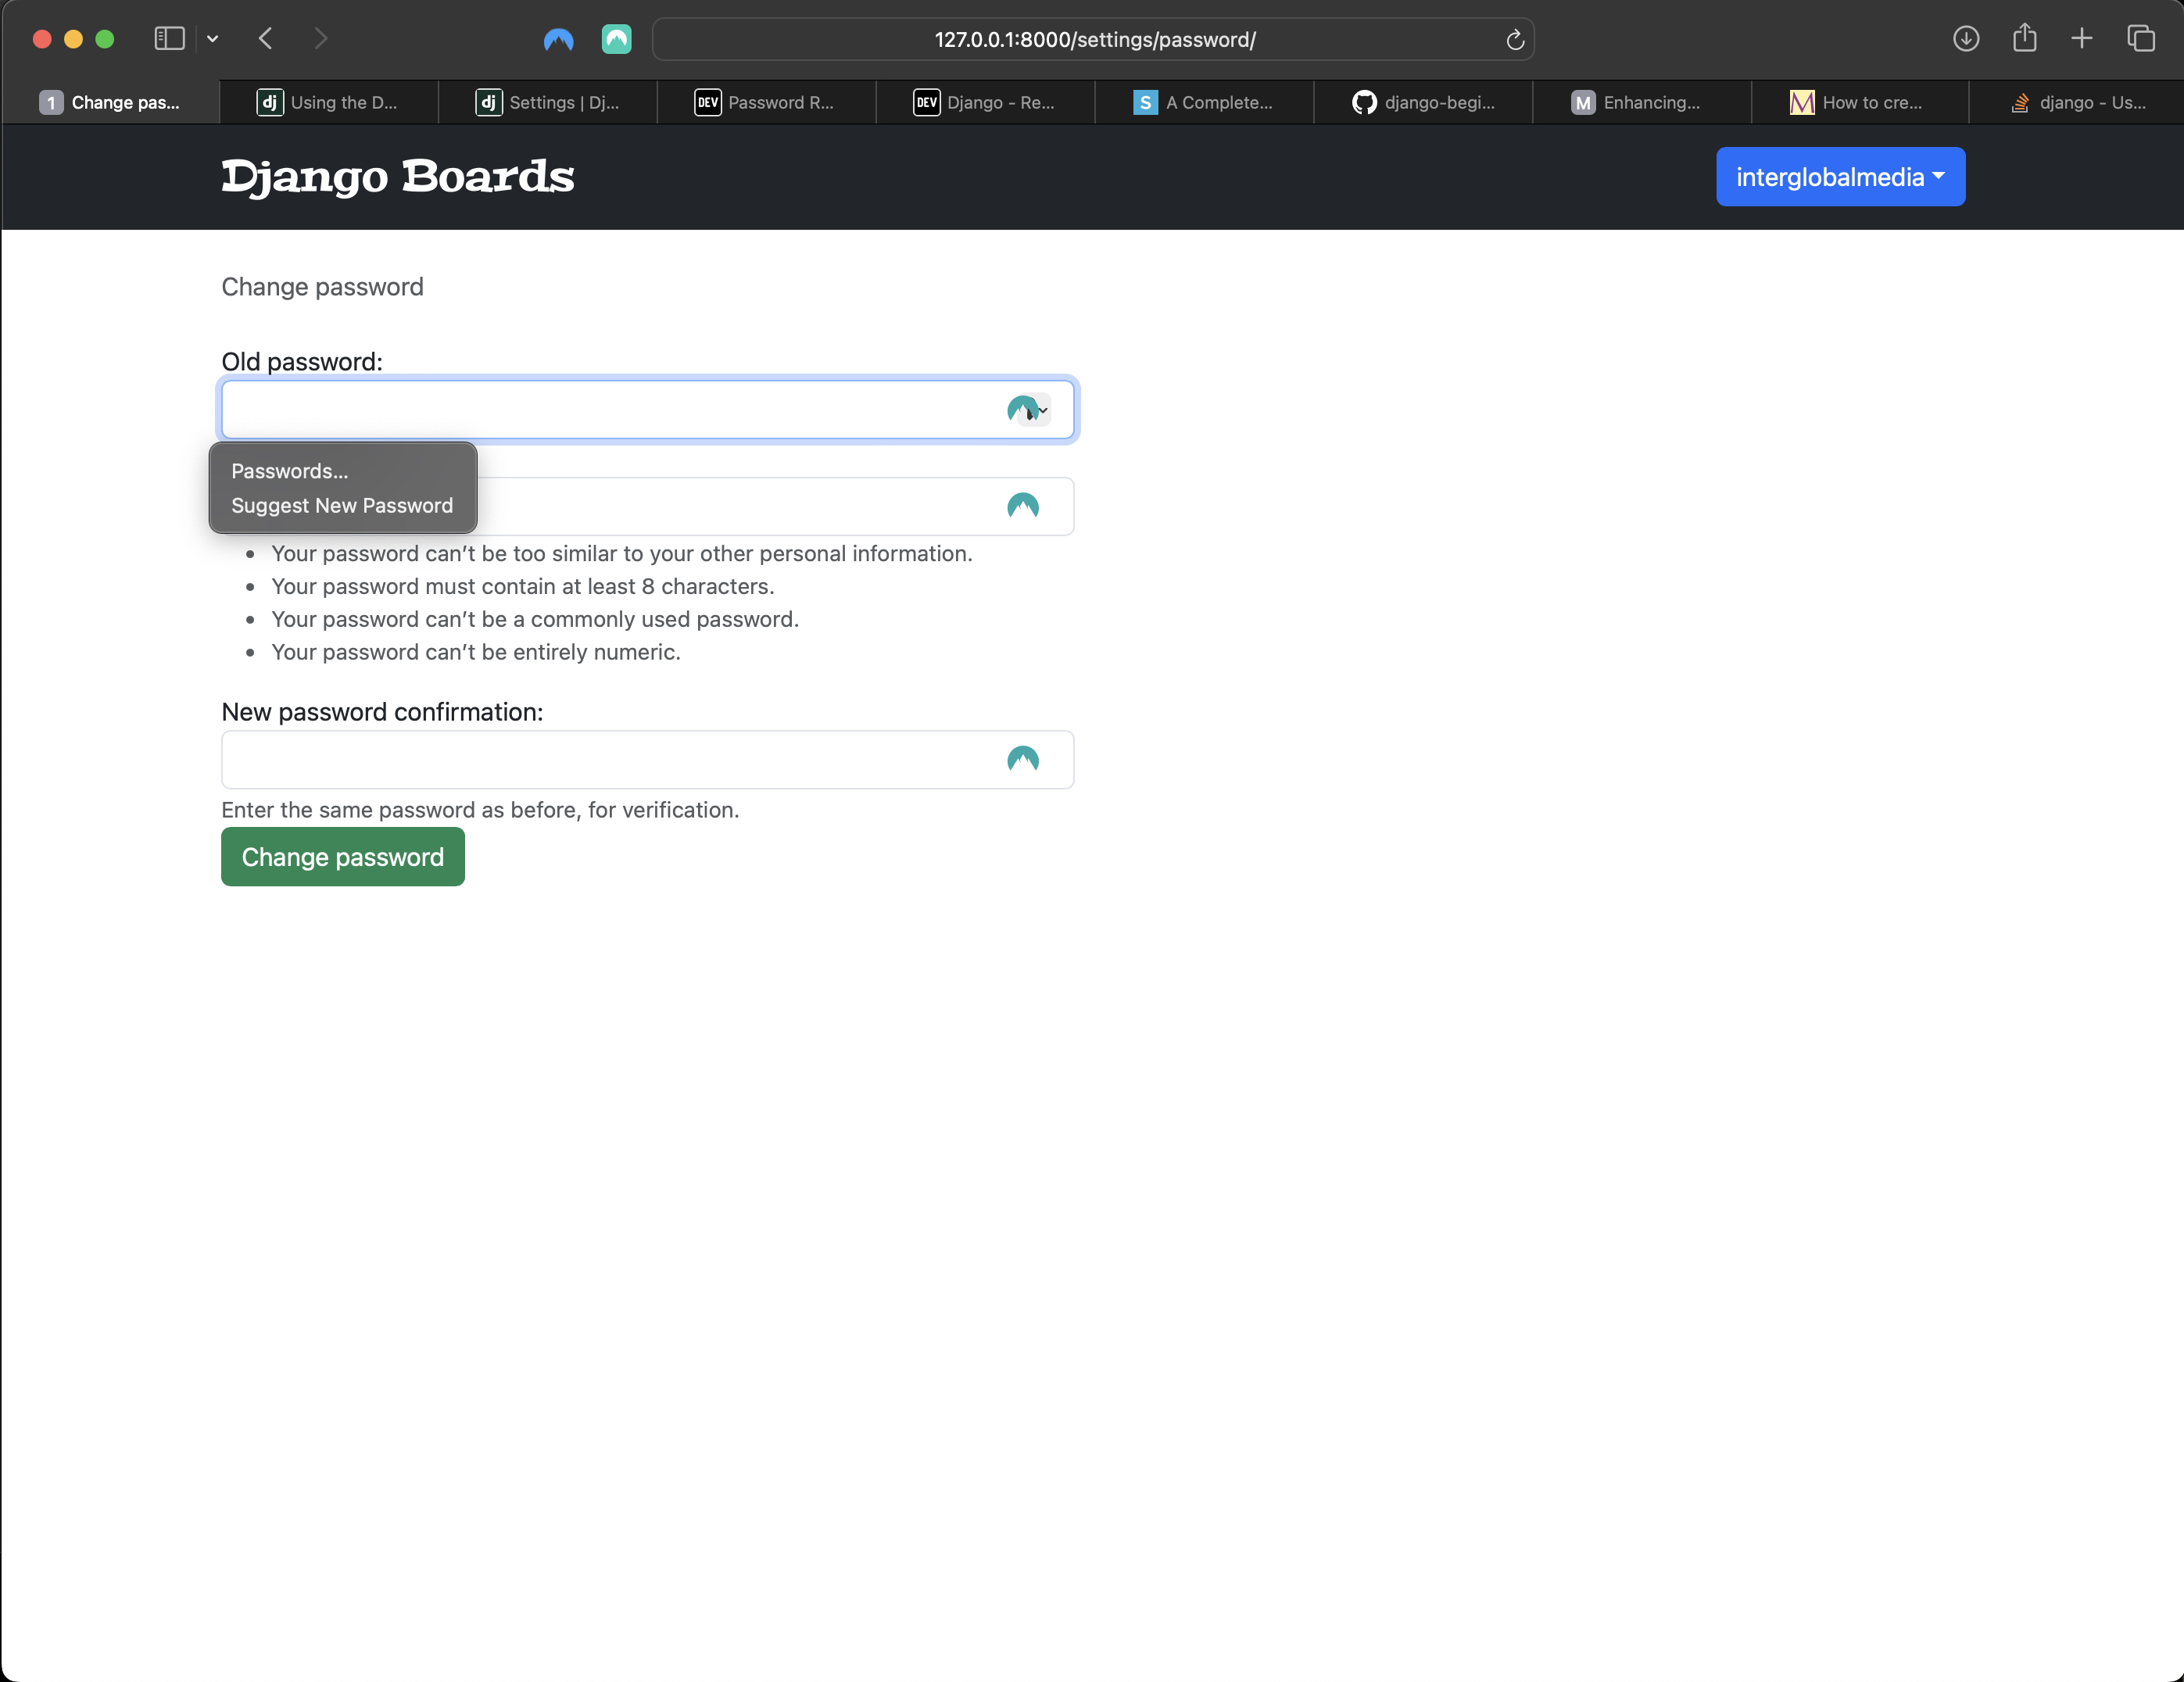 127.0.0.1:8000/settings/password/
1 Change pas... dj Using the D... dj Settings | Dj... DEV Password R... DEV Django - Re... S A Complete... django-begi... M Enhancing... How to cre... django - Us...
Django Boards interglobalmedia
Change password
Old password:
Passwords...
Suggest New Password
• Your password can’t be too similar to your other personal information.
• Your password must contain at least 8 characters.
• Your password can’t be a commonly used password.
• Your password can’t be entirely numeric.
New password confirmation:
Enter the same password as before, for verification.
Change password